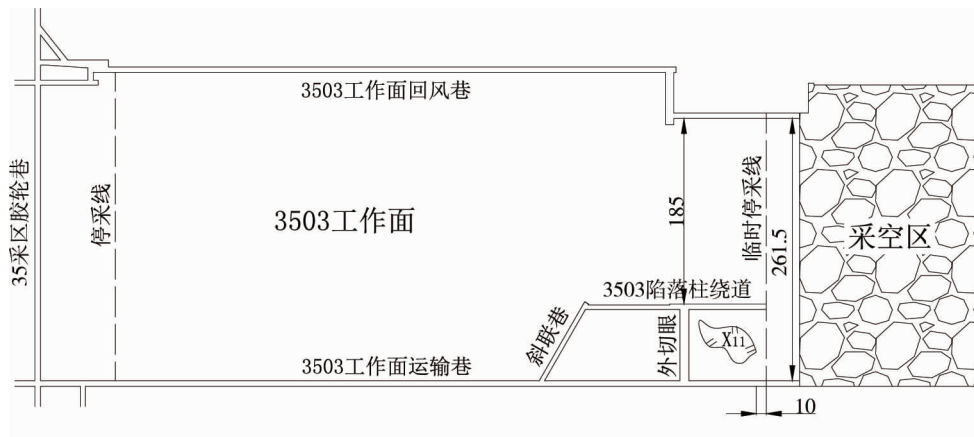 3503工作面回风巷
35采区胶轮巷
停采线
3503工作面
185
临时停采线
261.5
采空区
3503陷落柱绕道
斜联巷
外切眼
X11
3503工作面运输巷
10